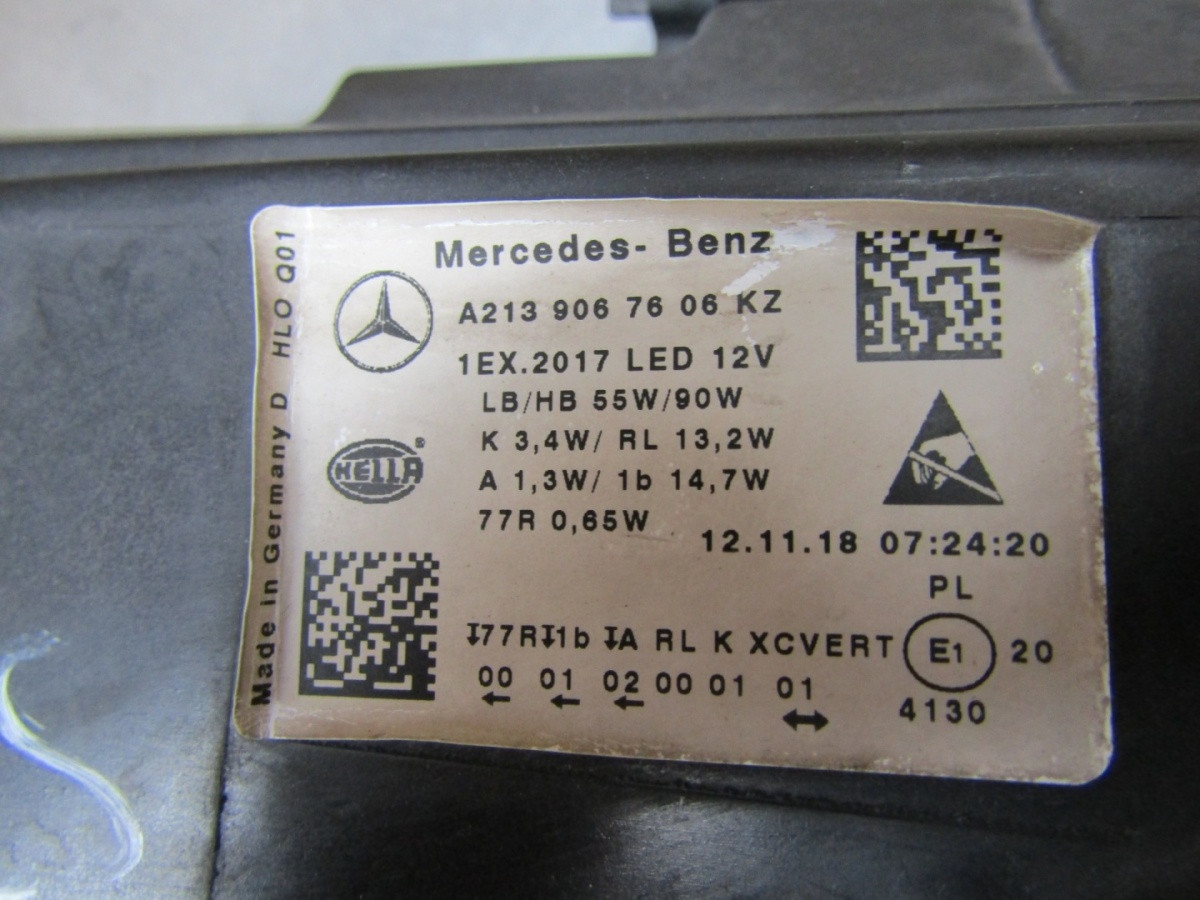 Mercedes- Benz
A213 906 76 06 KZ
1EX.2017 LED 12V
LB/HB 55W/90W
K 3,4W/ RL 13,2W
A 1,3W/ 1b 14,7W
77R 0,65W
12.11.18 07:24:20
PL
77R 1b A RL K XCVERT E1 20
00 01 02 00 01 01
4130
HELLA ®
Made in Germany D HLO Q01